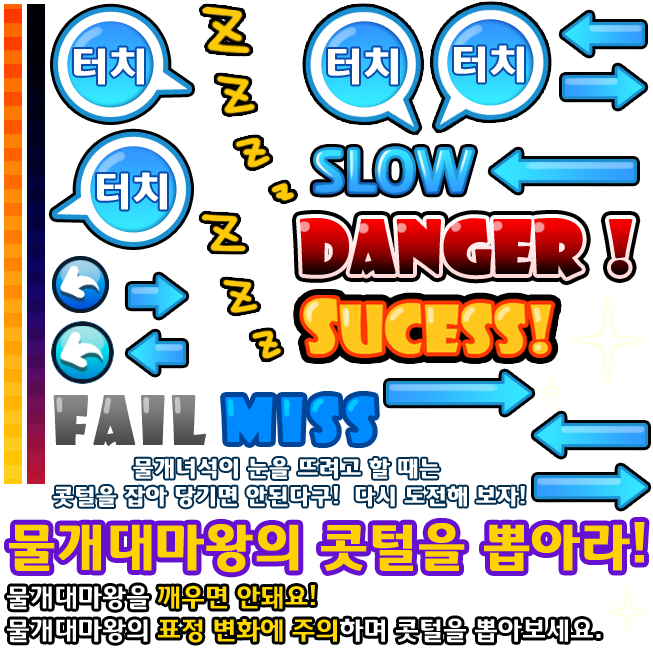 터치
터치
터치
터치
Z
Z
Z
Z
Z
Z
Z
SLOW
DANGER !
SUCESS!
FAIL
MISS
물개녀석이 눈을 뜨려고 할 때는
콧털을 잡아 당기면 안된다구! 다시 도전해 보자!
물개대마왕의 콧털을 뽑아라!
물개대마왕을 깨우면 안돼요!
물개대마왕의 표정 변화에 주의하며 콧털을 뽑아보세요.